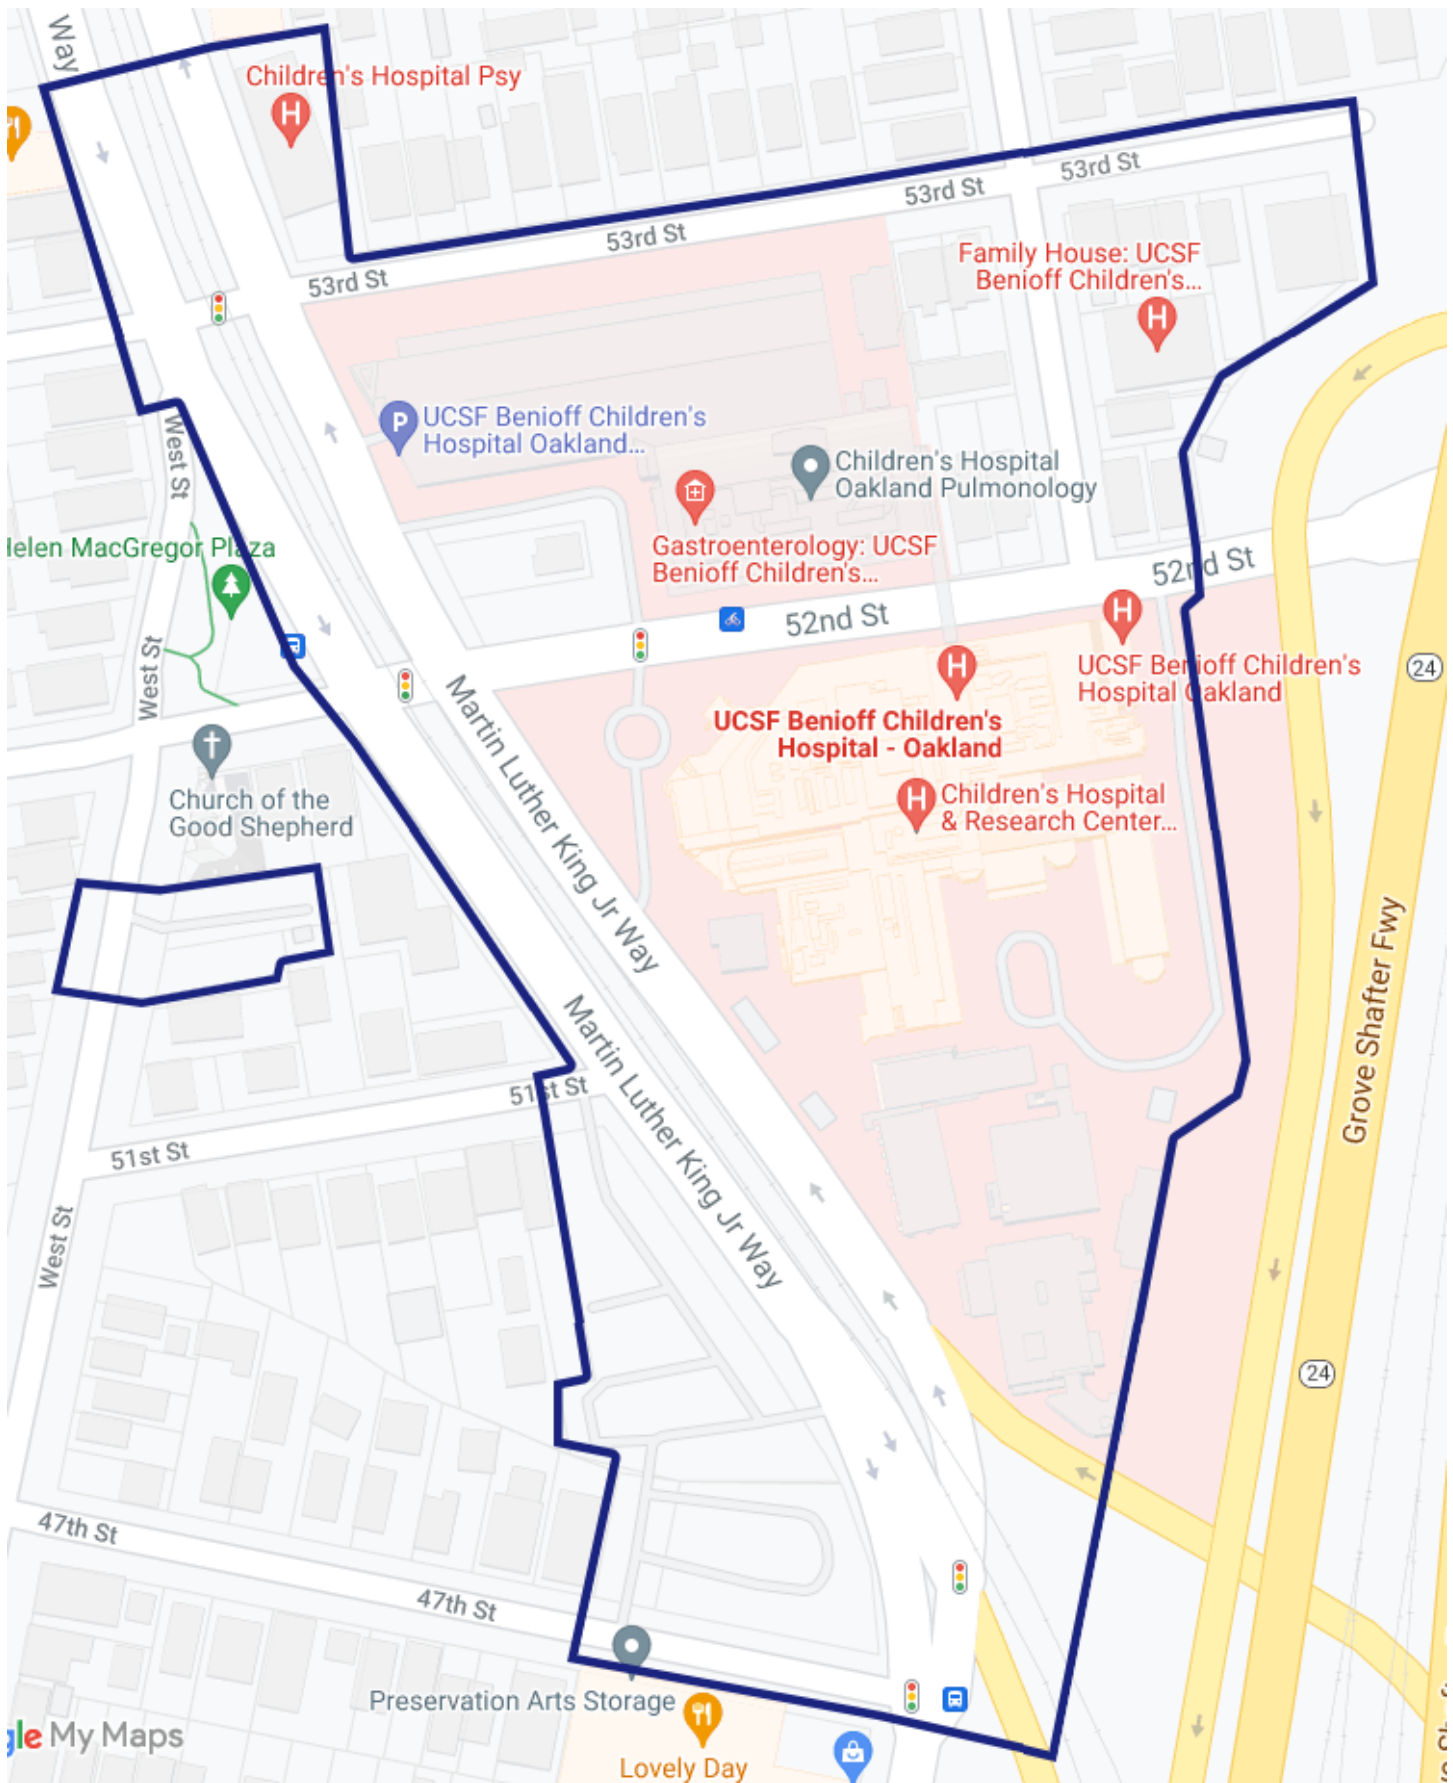 Way
Children's Hospital Psy
53rd St
53rd St
53rd St
53rd St
Family House: UCSF
Benioff Children's...
West St
UCSF Benioff Children's
Hospital Oakland...
Children's Hospital
Oakland Pulmonology
Gastroenterology: UCSF
Benioff Children's...
elen MacGregor Plaza
52nd St
52nd St
West St
UCSF Benioff Children's
Hospital Oakland
24
UCSF Benioff Children's
Hospital - Oakland
Martin Luther King Jr Way
Children's Hospital
& Research Center...
Church of the
Good Shepherd
Grove Shafter Fwy
Martin Luther King Jr Way
51st St
51st St
West St
24
47th St
47th St
Preservation Arts Storage
Lovely Day
gle My Maps